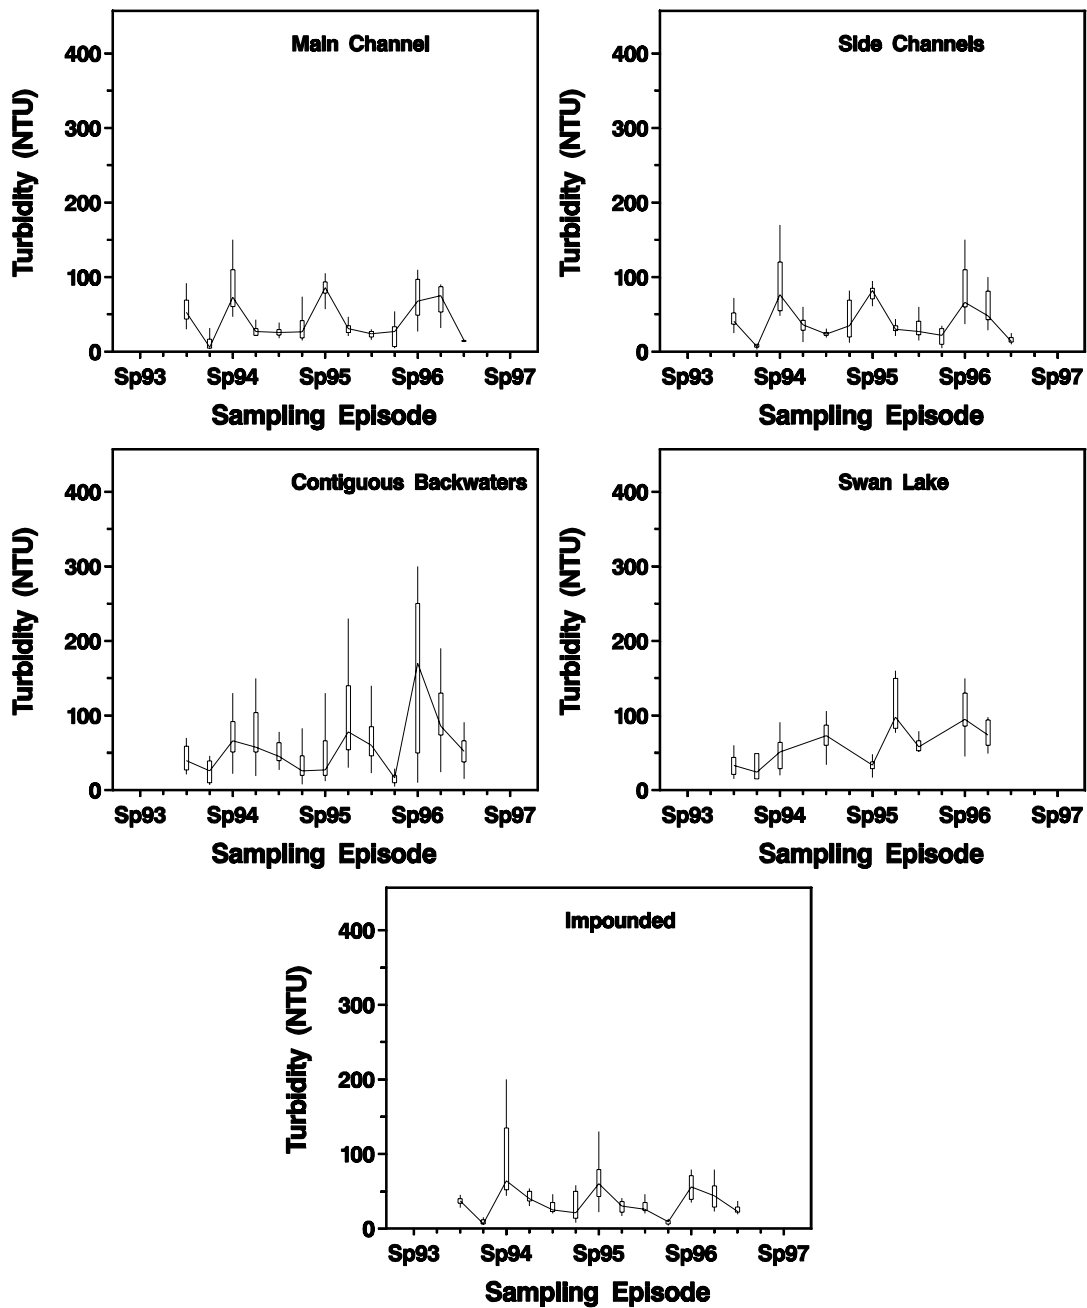 Main Channel
Turbidity (NTU)
400
300
200
100
0
Sp93 Sp94 Sp95 Sp96 Sp97
Sampling Episode
Side Channels
Turbidity (NTU)
400
300
200
100
0
Sp93 Sp94 Sp95 Sp96 Sp97
Sampling Episode
Contiguous Backwaters
Turbidity (NTU)
400
300
200
100
0
Sp93 Sp94 Sp95 Sp96 Sp97
Sampling Episode
Swan Lake
Turbidity (NTU)
400
300
200
100
0
Sp93 Sp94 Sp95 Sp96 Sp97
Sampling Episode
Impounded
Turbidity (NTU)
400
300
200
100
0
Sp93 Sp94 Sp95 Sp96 Sp97
Sampling Episode